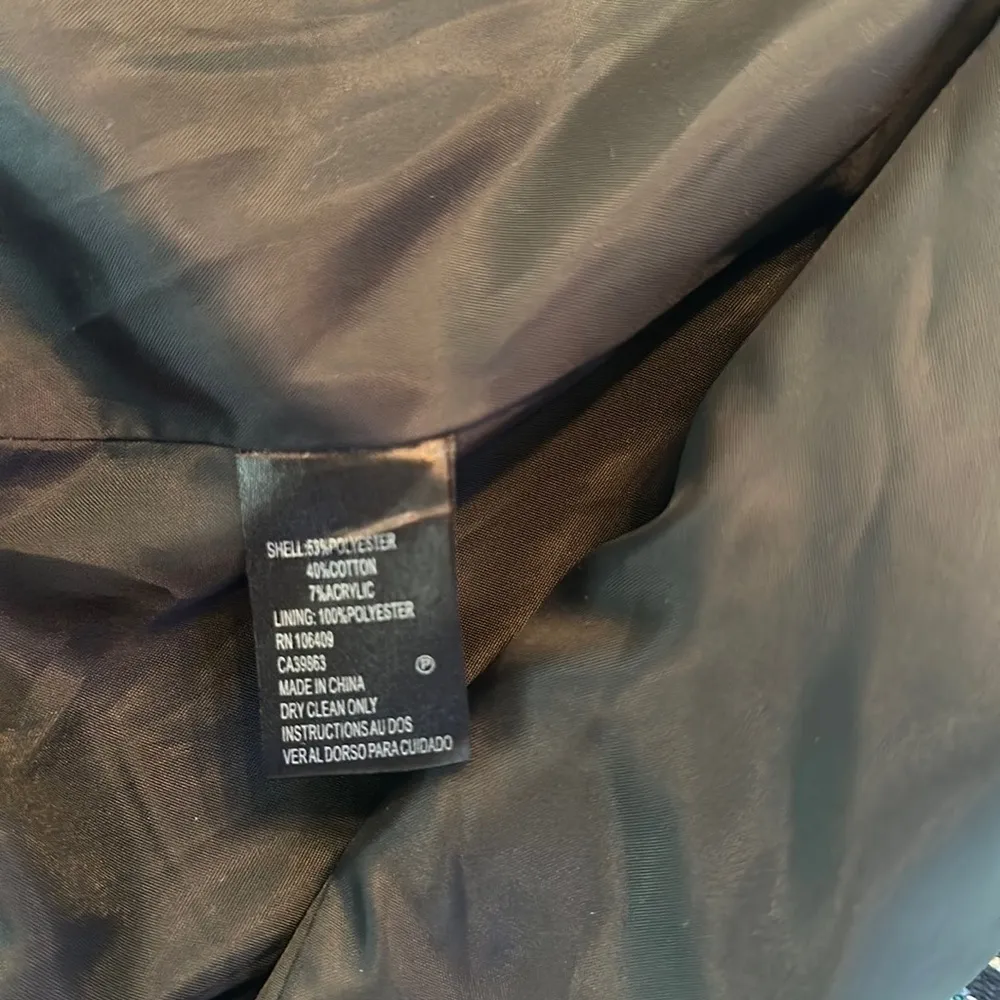 SHELL:53%POLYESTER
40%COTTON
7%ACRYLIC
LINING: 100%POLYESTER
RN 106409
CA39863
Ⓟ
MADE IN CHINA
DRY CLEAN ONLY
INSTRUCTIONS AU DOS
VER AL DORSO PARA CUIDADO